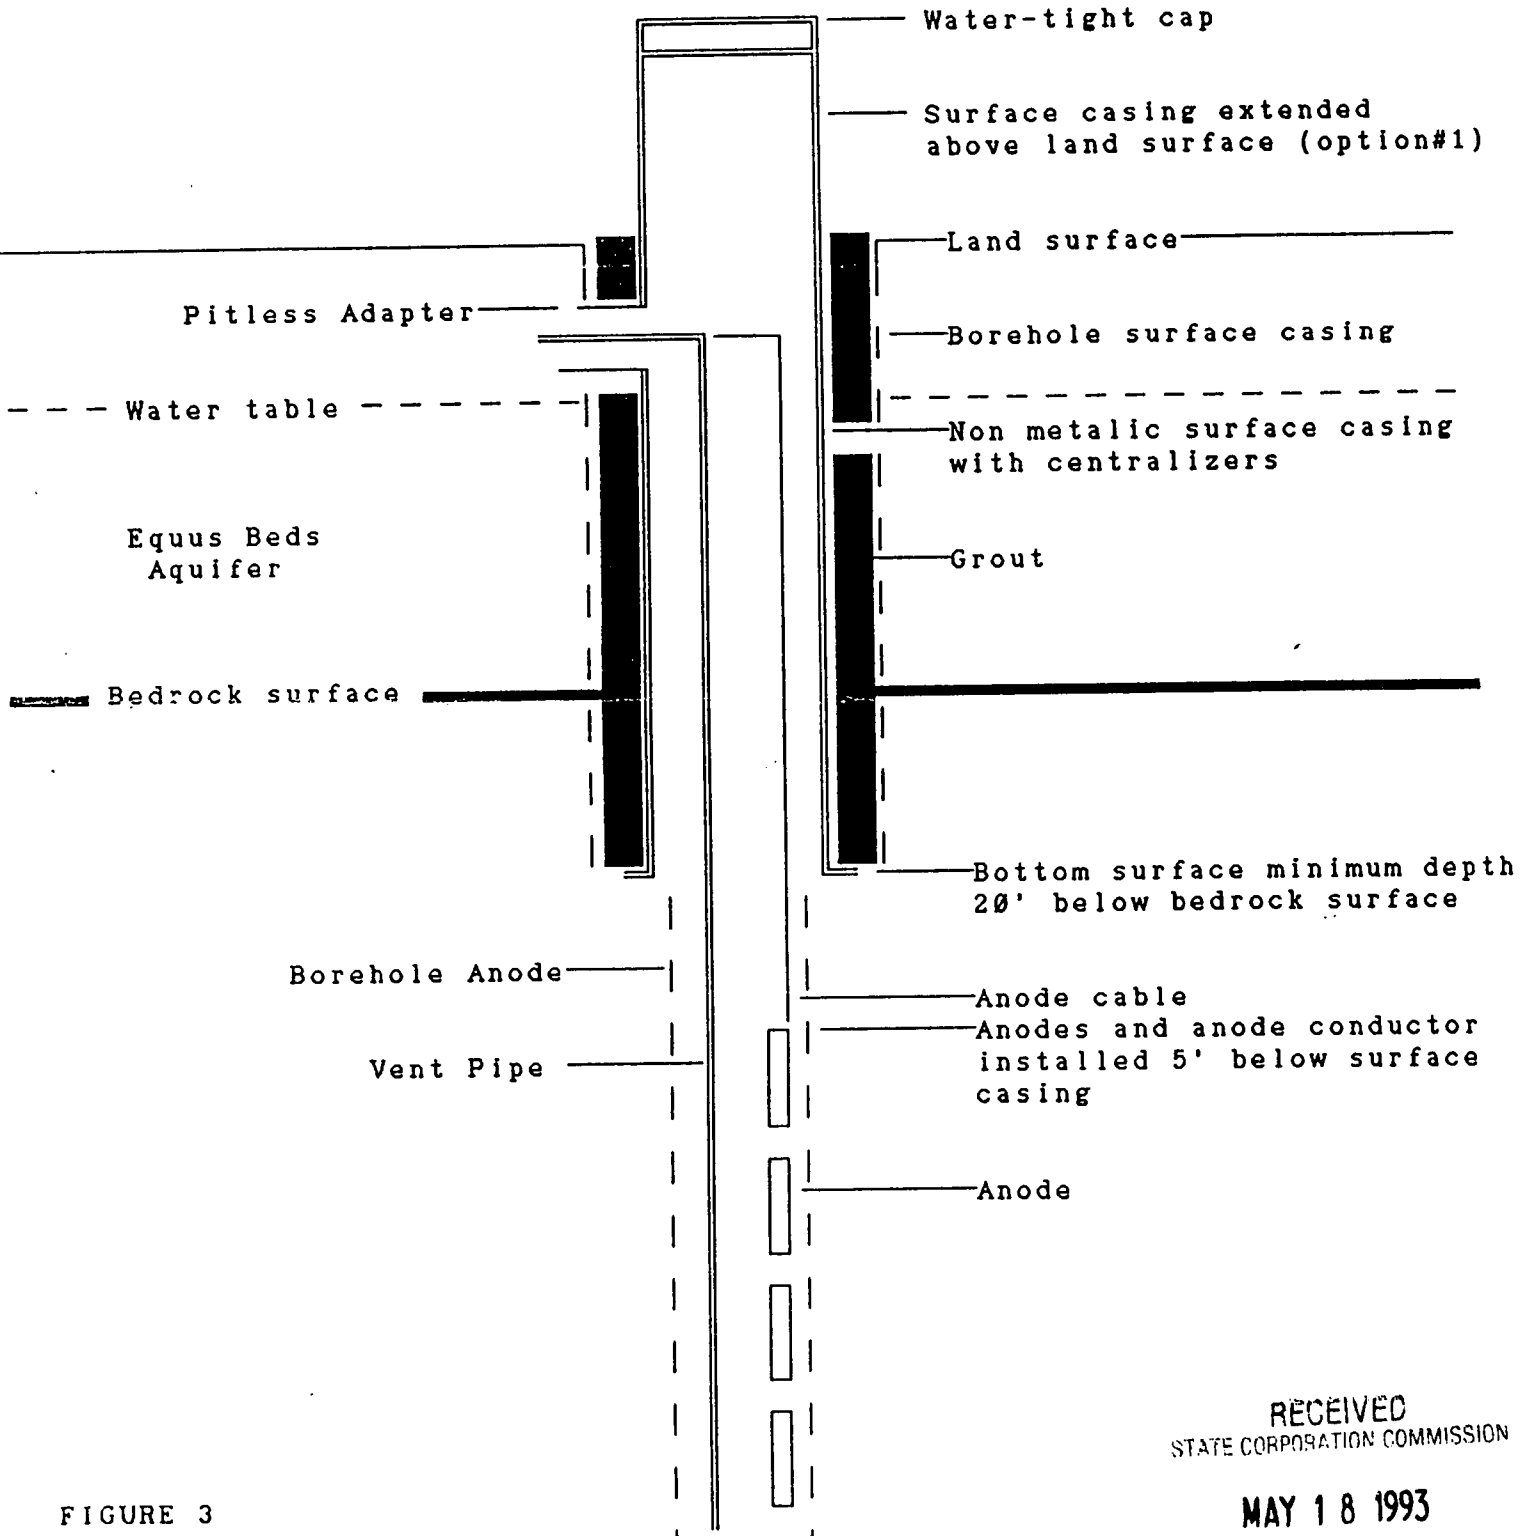 Water-tight cap
Surface casing extended
above land surface (option#1)
Land surface
Pitless Adapter
Borehole surface casing
Water table
Non metalic surface casing
with centralizers
Equus Beds
Aquifer
Grout
Bedrock surface
Bottom surface minimum depth
20' below bedrock surface
Borehole Anode
Anode cable
Anodes and anode conductor
installed 5' below surface
casing
Vent Pipe
Anode
RECEIVED
STATE CORPORATION COMMISSION
MAY 18 1993
FIGURE 3